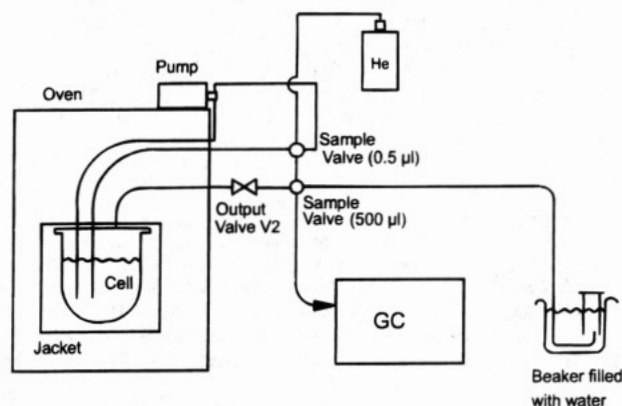 He
Pump
Oven
Sample
Valve (0.5 µl)
Output
Valve V2
Sample
Valve (500 µl)
Cell
GC
Jacket
Beaker filled
with water